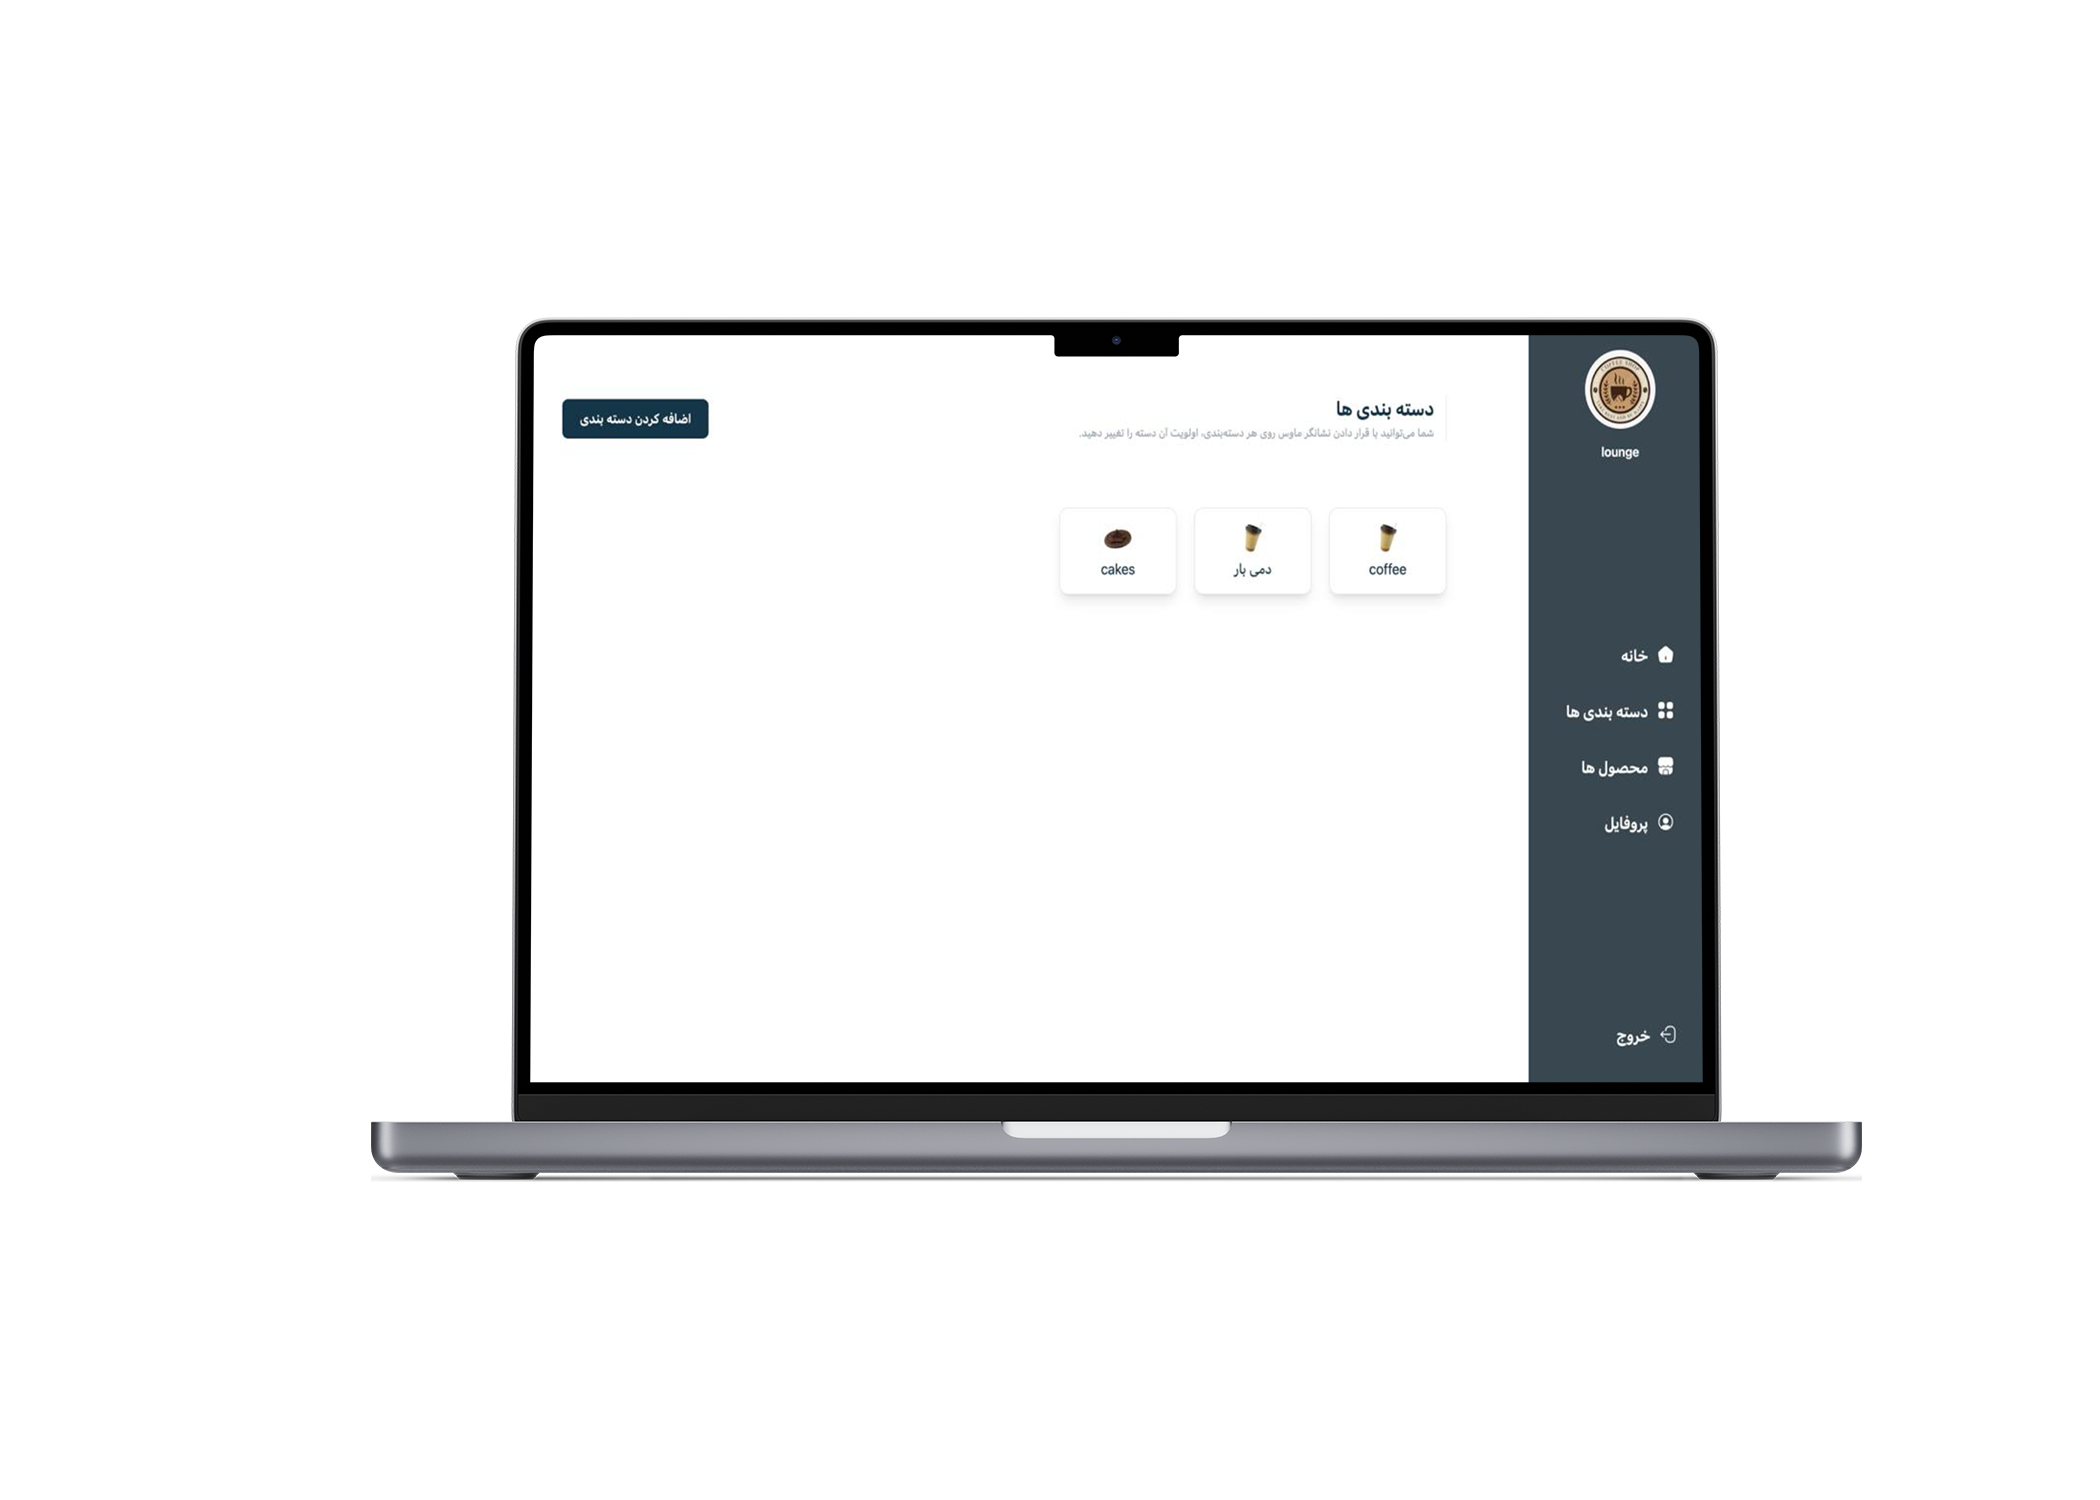 lounge
خانه
دسته بندی ها
محصول ها
پروفایل
خروج
دسته بندی ها
شما می‌توانید با قرار دادن نشانگر ماوس روی هر دسته‌بندی، اولویت آن دسته را تغییر دهید.
اضافه کردن دسته بندی
coffee
دمی بار
cakes